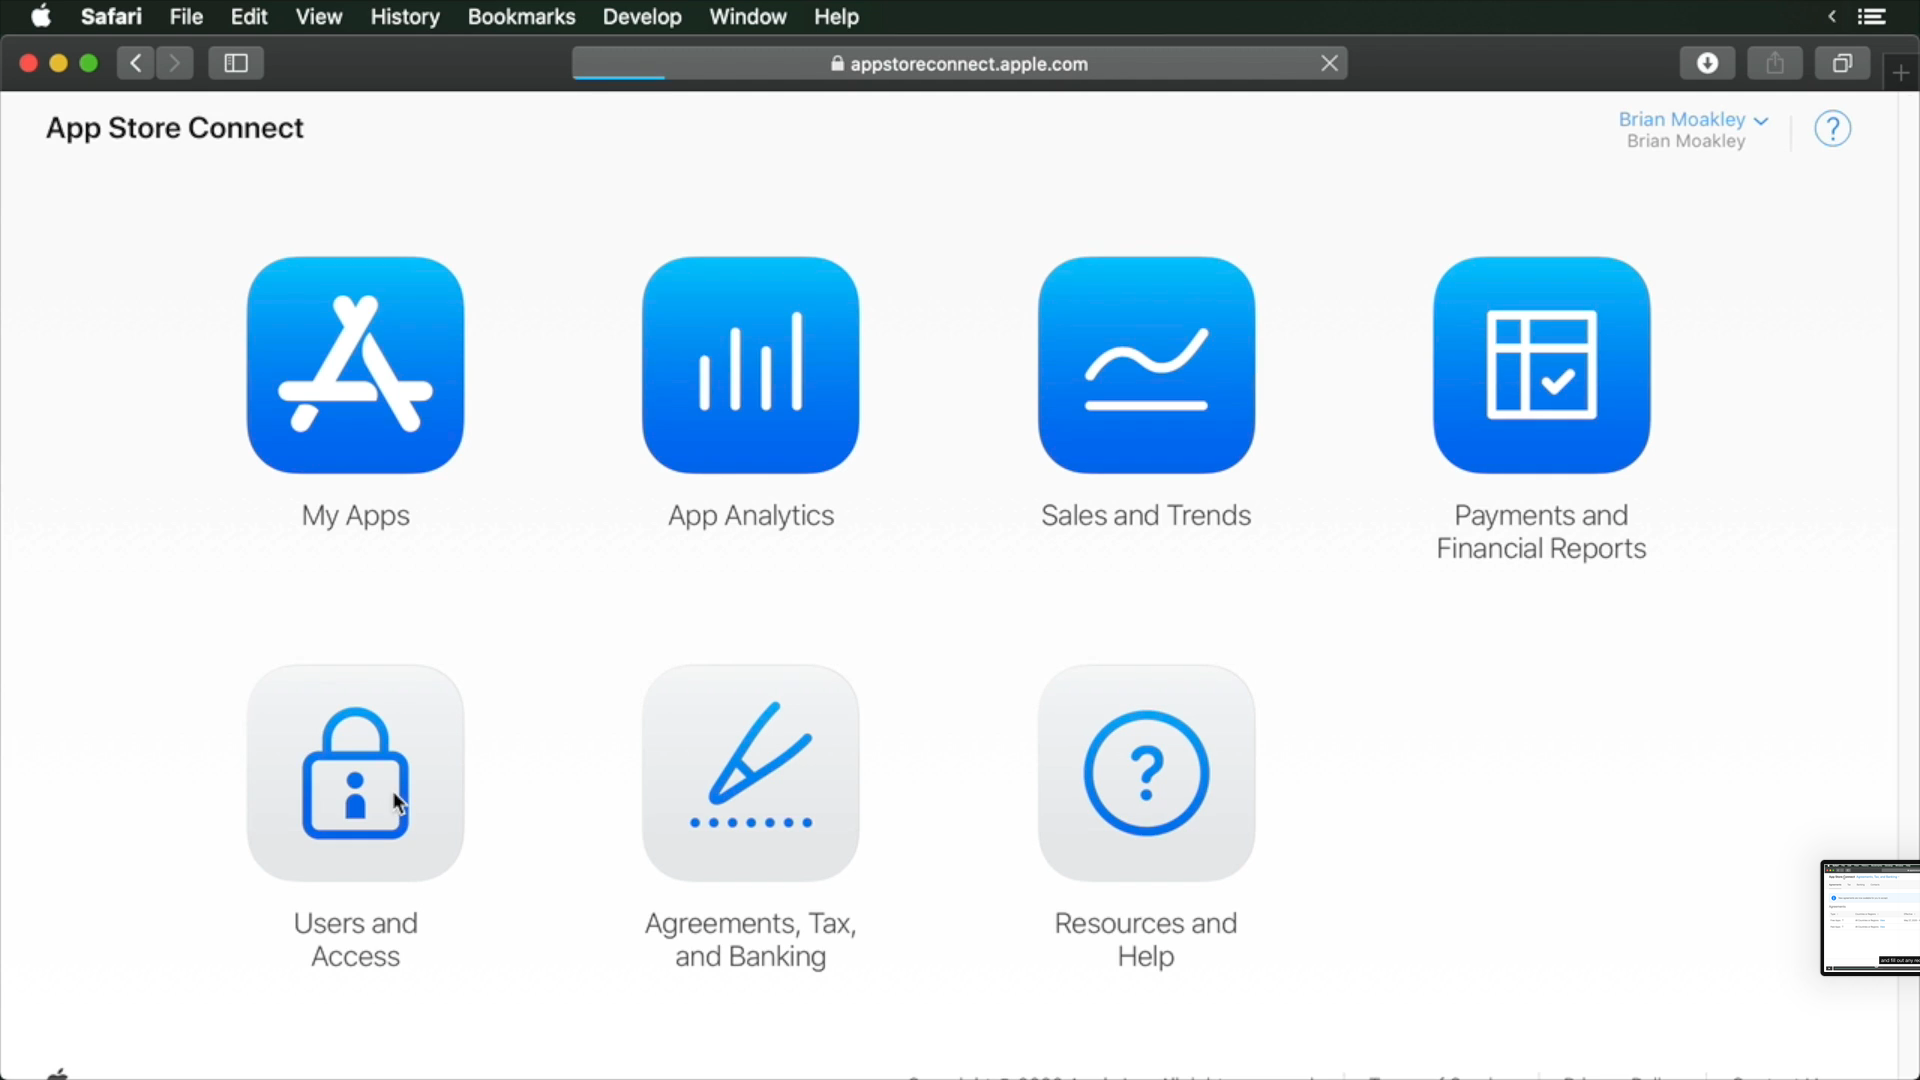 Safari File Edit View History Bookmarks Develop Window Help
appstoreconnect.apple.com
App Store Connect
Brian Moakley
Brian Moakley
?
My Apps
App Analytics
Sales and Trends
Payments and
Financial Reports
Users and
Access
Agreements, Tax,
and Banking
?
Resources and
Help